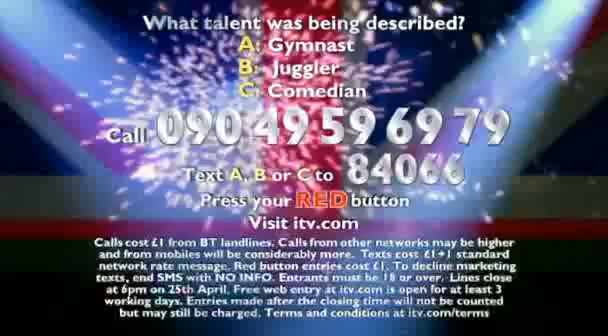 What talent was being described?
A: Gymnast
B: Juggler
C: Comedian
Call 090 49 59 69 79
Text A, B or C to 84066
Press your RED button
Visit itv.com
Calls cost £1 from BT landlines. Calls from other networks may be higher
and from mobiles will be considerably more. Texts cost £1+1 standard
network rate message. Red button entries cost £1. To decline marketing
texts, end SMS with NO INFO. Entrants must be 18 or over. Lines close
at 6pm on 25th April. Free web entry at itv.com is open for at least 3
working days. Entries made after the closing time will not be counted
but may still be charged. Terms and conditions at itv.com/terms